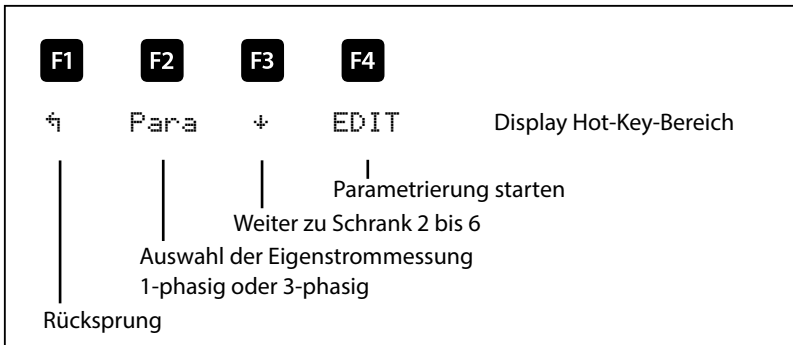 F1 F2 F3 F4
↰ Para ↓ EDIT Display Hot-Key-Bereich
Parametrierung starten
Weiter zu Schrank 2 bis 6
Auswahl der Eigenstrommessung
1-phasig oder 3-phasig
Rücksprung